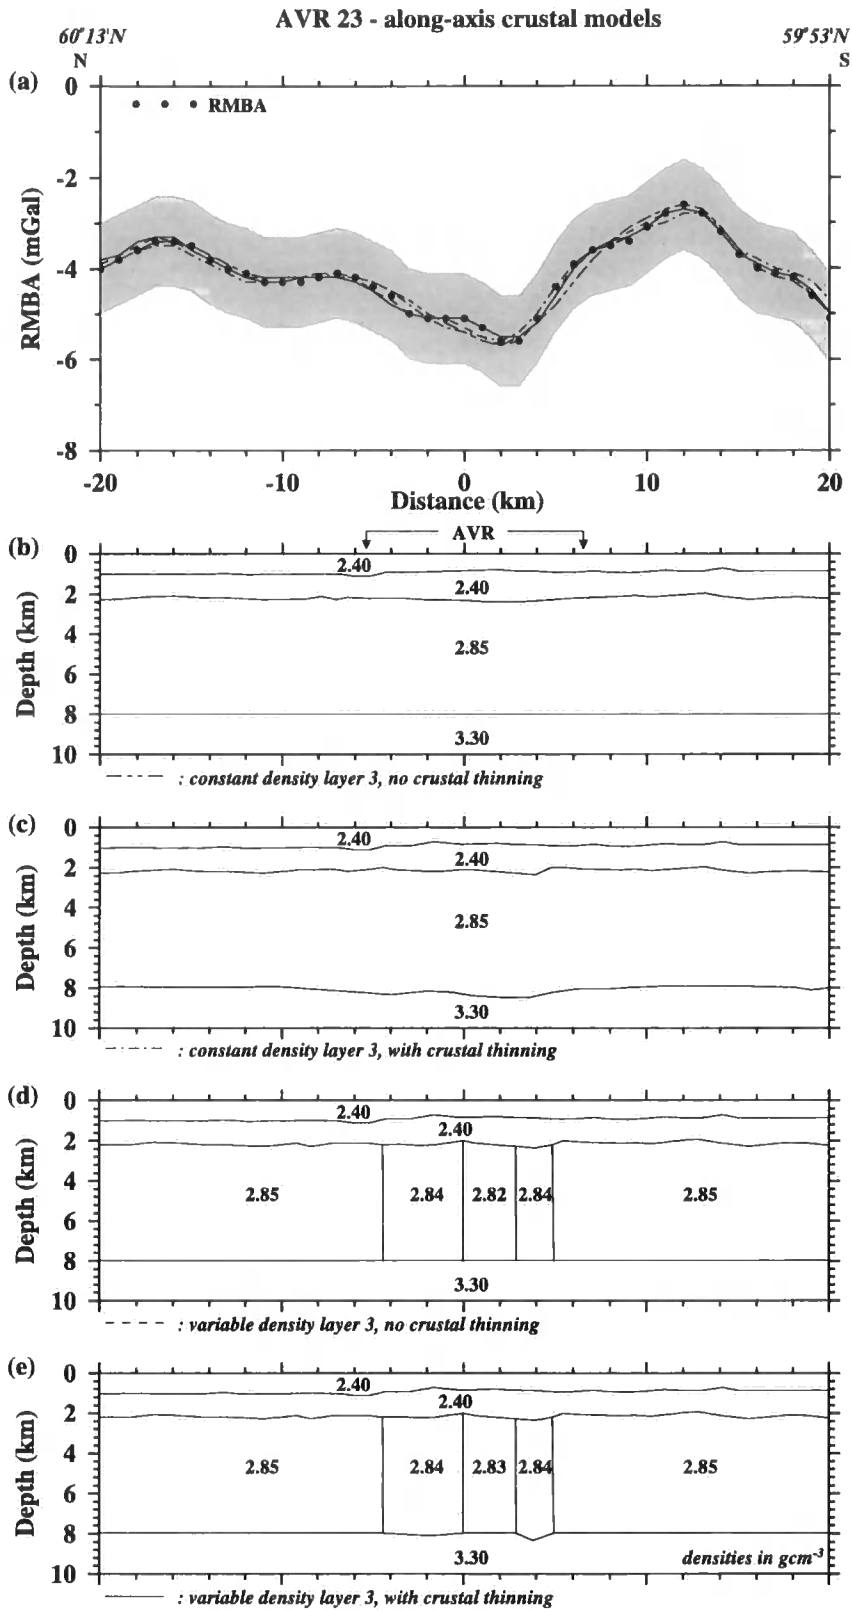 AVR 23 - along-axis crustal models
60°13'N 59°53'N
N S
(a)
0
-2
-4
-6
-8
RMBA (mGal)
RMBA
-20 -10 0 10 20
Distance (km)
AVR
(b)
0
2
4
6
8
10
Depth (km)
2.40
2.40
2.85
3.30
: constant density layer 3, no crustal thinning
(c)
0
2
4
6
8
10
Depth (km)
2.40
2.40
2.85
3.30
: constant density layer 3, with crustal thinning
(d)
0
2
4
6
8
10
Depth (km)
2.40
2.40
2.85 2.84 2.82 2.84 2.85
3.30
: variable density layer 3, no crustal thinning
(e)
0
2
4
6
8
10
Depth (km)
2.40
2.40
2.85 2.84 2.83 2.84 2.85
3.30 densities in gcm⁻³
: variable density layer 3, with crustal thinning